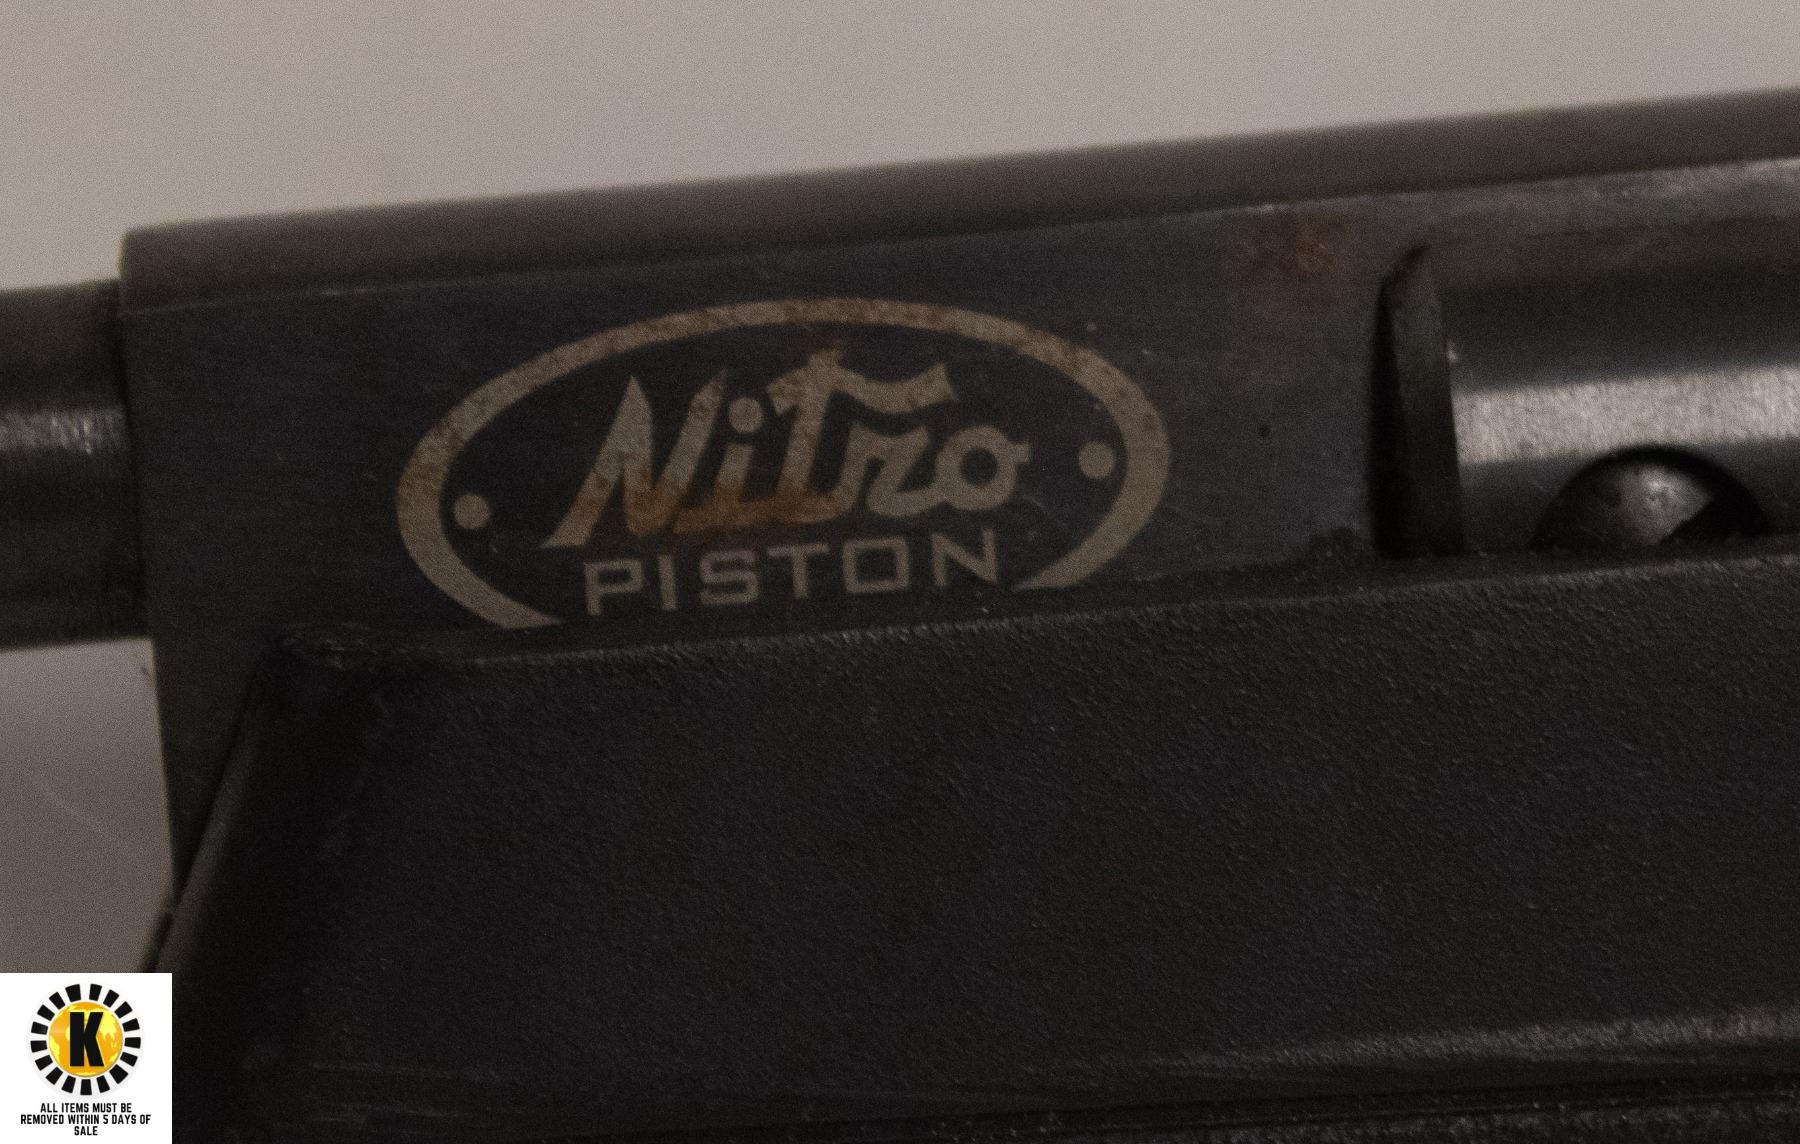 Nitro
PISTON
K
ALL ITEMS MUST BE
REMOVED WITHIN 5 DAYS OF
SALE